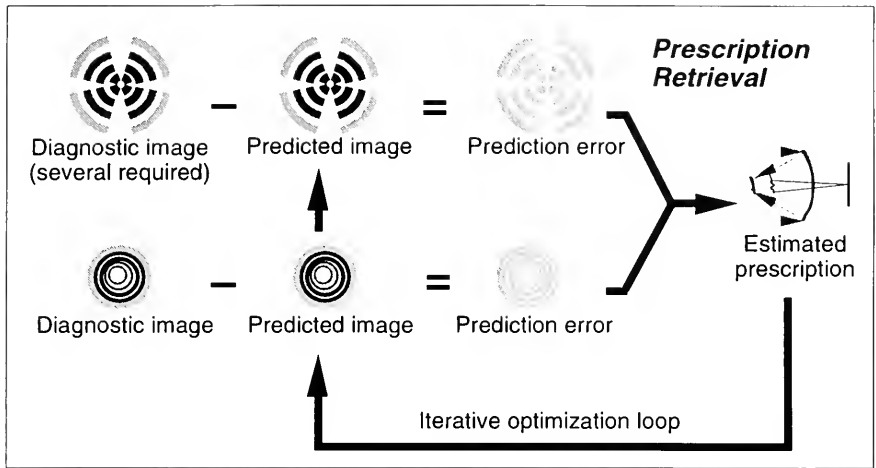 Prescription
Retrieval
Diagnostic image
(several required)
Predicted image
Prediction error
Estimated
prescription
Diagnostic image
Predicted image
Prediction error
Iterative optimization loop